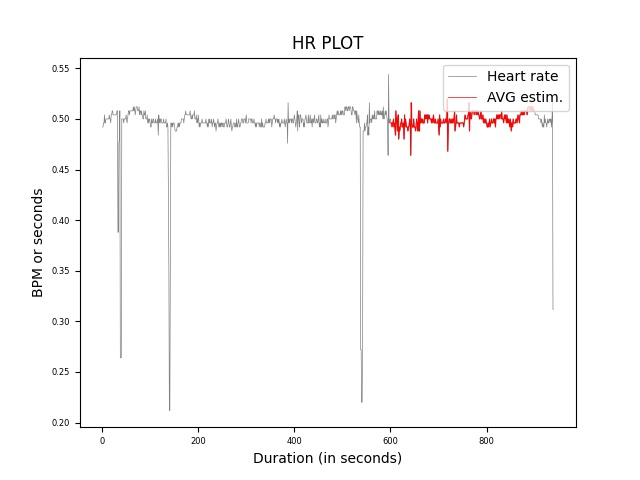 HR PLOT
Heart rate
AVG estim.
0.55
0.50
0.45
0.40
0.35
0.30
0.25
0.20
BPM or seconds
0 200 400 600 800
Duration (in seconds)